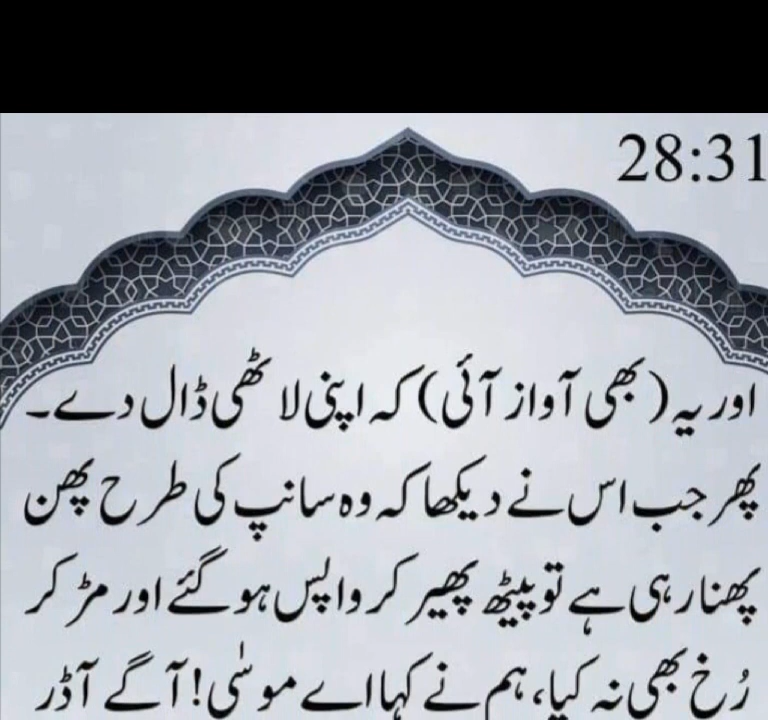 28:31
اور یہ (بھی آواز آئی) کہ اپنی لاٹھی ڈال دے۔
پھر جب اس نے دیکھا کہ وہ سانپ کی طرح پھن
پھنا رہی ہے تو پیٹھ پھیر کر واپس ہو گئے اور مڑ کر
رُخ بھی نہ کیا، ہم نے کہا اے موسٰی! آگے آ ڈر